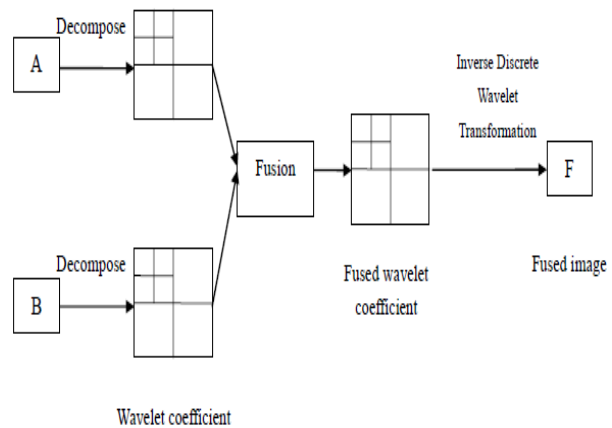 Decompose
A
Inverse Discrete
Wavelet
Transformation
Fusion
F
Decompose
B
Fused wavelet
coefficient
Fused image
Wavelet coefficient